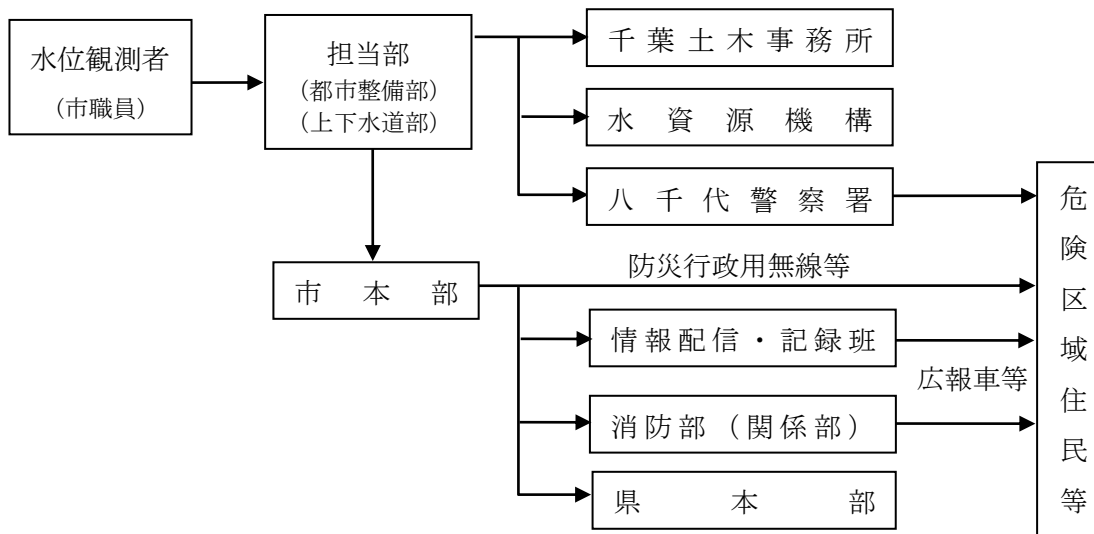 水位観測者
（市職員）
担当部
（都市整備部）
（上下水道部）
千葉土木事務所
水資源機構
八千代警察署
市本部
防災行政用無線等
情報配信・記録班
広報車等
消防部（関係部）
県本部
危険区域住民等